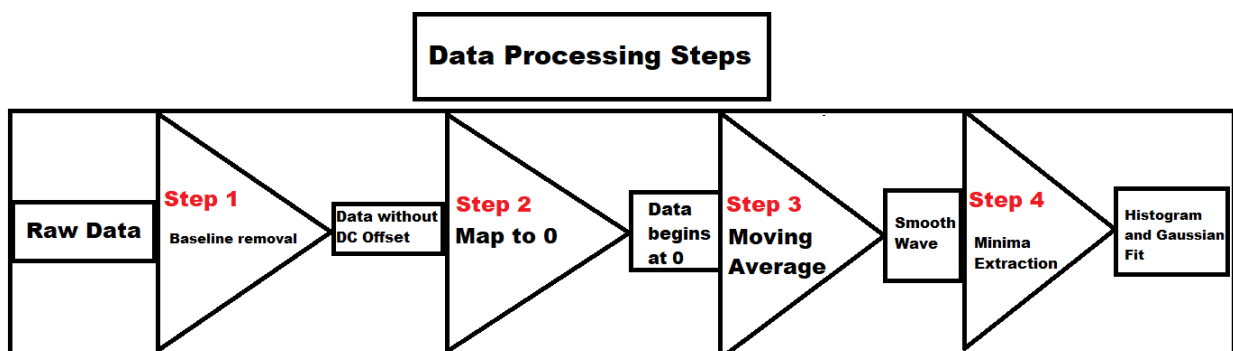 Data Processing Steps
Raw Data
Step 1
Baseline removal
Data without
DC Offset
Step 2
Map to 0
Data
begins
at 0
Step 3
Moving
Average
Smooth
Wave
Step 4
Minima
Extraction
Histogram
and Gaussian
Fit